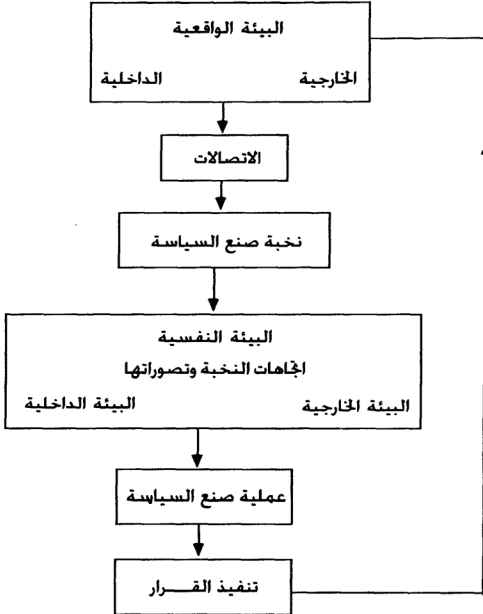 البيئة الواقعية
الخارجية الداخلية
الاتصالات
نخبة صنع السياسة
البيئة النفسية
اتجاهات النخبة وتصوراتها
البيئة الخارجية البيئة الداخلية
عملية صنع السياسة
تنفيذ القـــرار